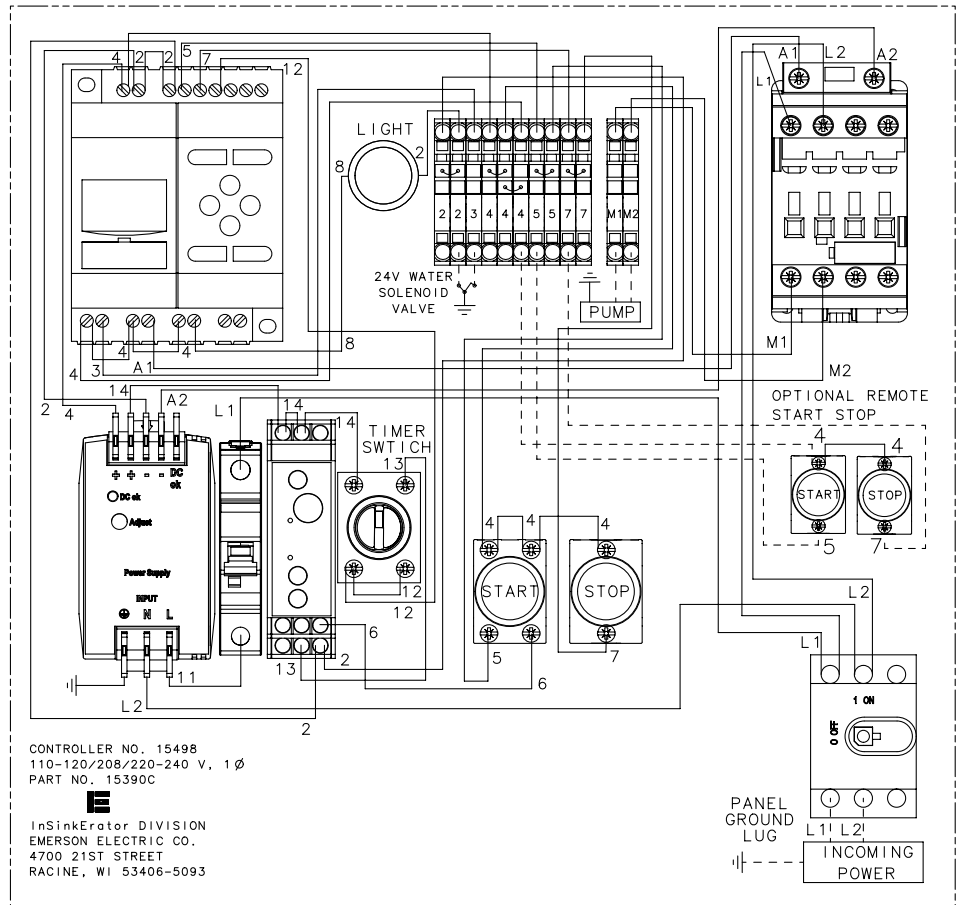 4 2 2 5 7 12
A1 L2 A2
L1
LIGHT
8 2
2 2 3 4 4 4 5 5 7 7 M1 M2
24V WATER
SOLENOID
VALVE
PUMP
4 3 4 A1 4 8
M1
M2
2 4 14 A2
L1
14 14
OPTIONAL REMOTE
START STOP
4 4
START STOP
5 7
TIMER
SWTICH
13
+ + - - DC
ok
DC ok
Adjust
Power Supply
INPUT
N L
4 4 4
START STOP
12
12
6
5 6 7
13 2
11
L2
2
L2
L1
1 ON
0 OFF
CONTROLLER NO. 15498
110-120/208/220-240 V, 1Ø
PART NO. 15390C
InSinkErator DIVISION
EMERSON ELECTRIC CO.
4700 21ST STREET
RACINE, WI 53406-5093
PANEL
GROUND
LUG
L1 L2
INCOMING
POWER